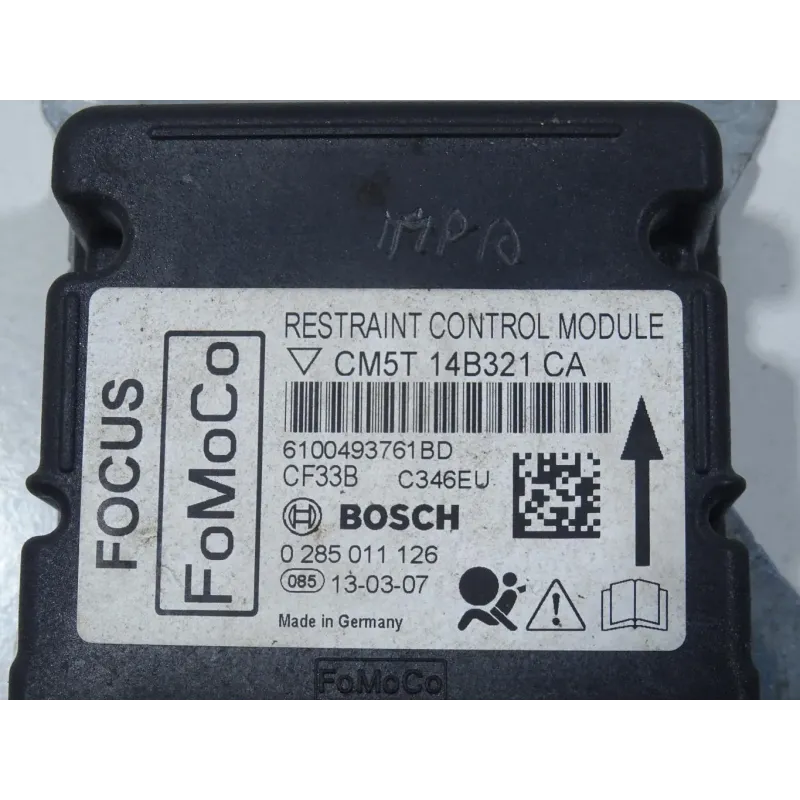 IMPA
RESTRAINT CONTROL MODULE
CM5T 14B321 CA
6100493761BD
CF33B C346EU
BOSCH
0 285 011 126
085 13-03-07
Made in Germany
FOCUS
FoMoCo
FoMoCo